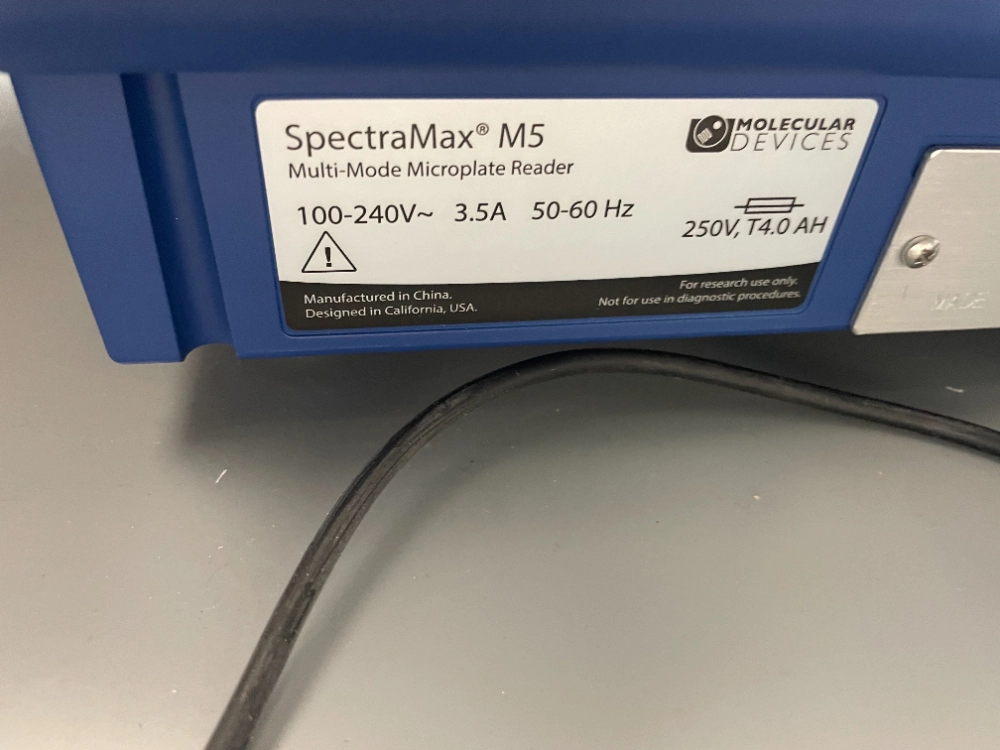 SpectraMax® M5
Multi-Mode Microplate Reader
MOLECULAR
DEVICES
100-240V~ 3.5A 50-60 Hz
250V, T4.0 AH
!
Manufactured in China.
Designed in California, USA.
For research use only.
Not for use in diagnostic procedures.
MADE